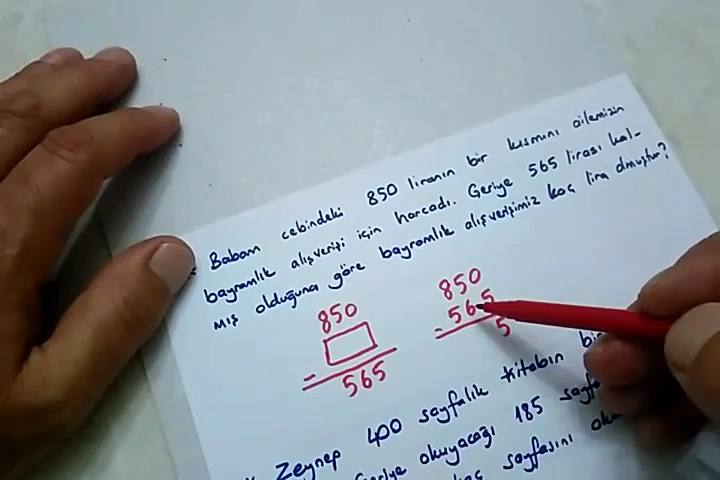 Babam cebindeki 850 liranın bir kısmını ailemizin
bayramlık alışverişi için harcadı. Geriye 565 lirası kal-
mış olduğuna göre bayramlık alışverişimiz kaç lira olmuştur?
850
-
565
850
565
-
5
Zeynep 400 sayfalık kitabın
okuyacağı 185
sayfasını